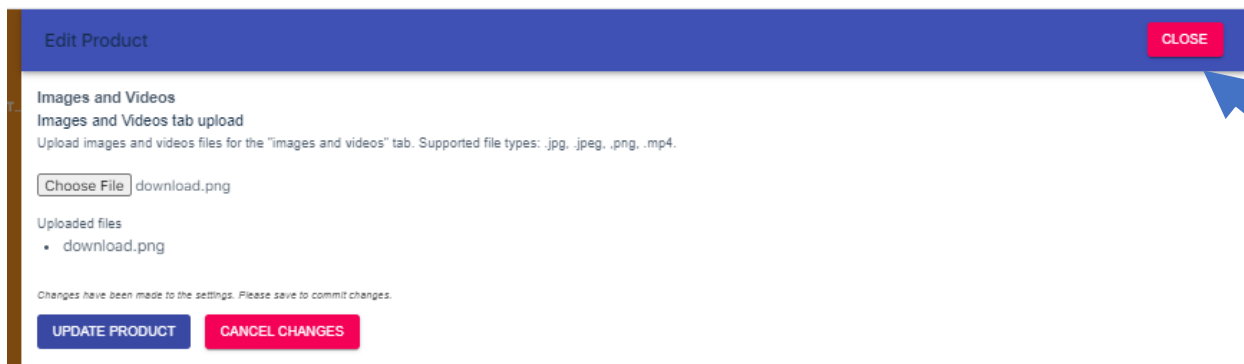 Edit Product
CLOSE
T...
Images and Videos
Images and Videos tab upload
Upload images and videos files for the "images and videos" tab. Supported file types: .jpg, .jpeg, .png, .mp4.
Choose File download.png
Uploaded files
• download.png
Changes have been made to the settings. Please save to commit changes.
UPDATE PRODUCT CANCEL CHANGES